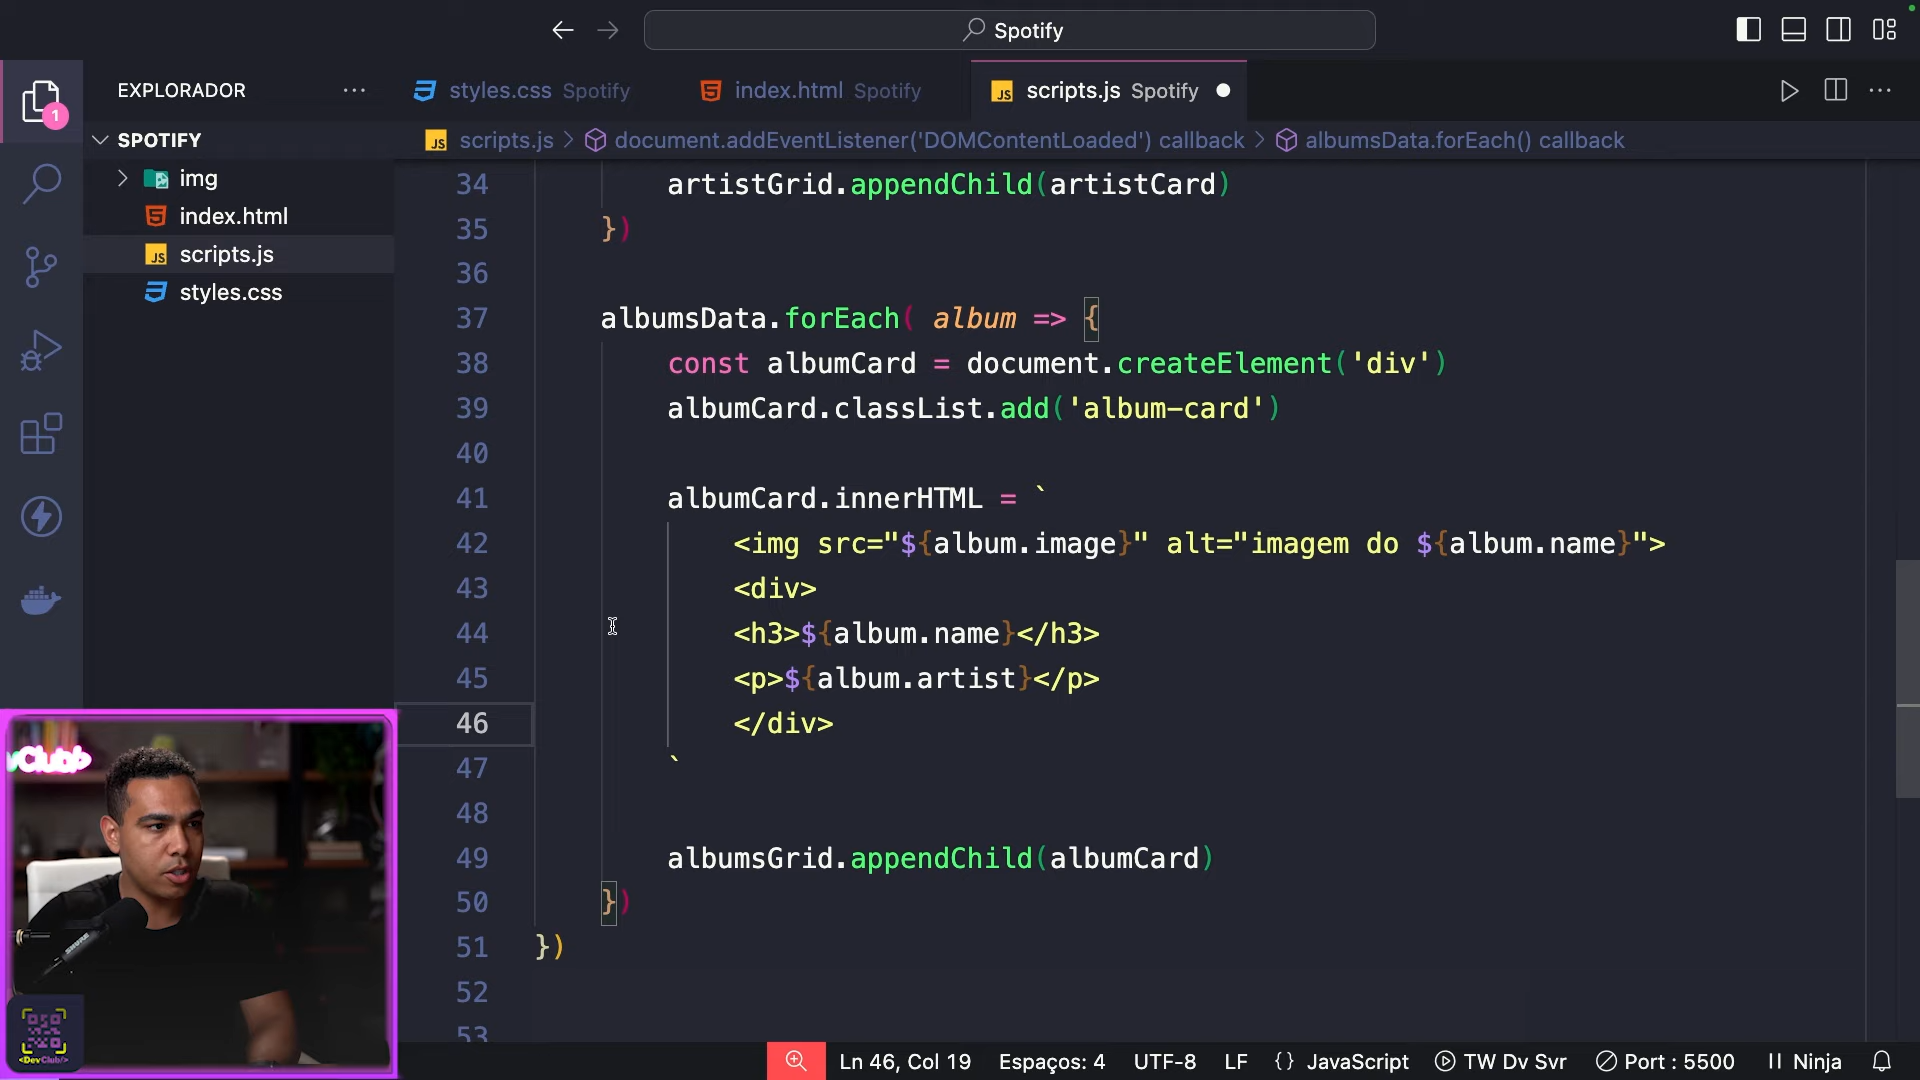 Spotify
EXPLORADOR
styles.css Spotify
index.html Spotify
scripts.js Spotify
1
SPOTIFY
scripts.js > document.addEventListener('DOMContentLoaded') callback > albumsData.forEach() callback
img
index.html
scripts.js
styles.css
34 artistGrid.appendChild(artistCard)
35 })
36
37 albumsData.forEach( album => {
38 const albumCard = document.createElement('div')
39 albumCard.classList.add('album-card')
40
41 albumCard.innerHTML = `
42 <img src="${album.image}" alt="imagem do ${album.name}">
43 <div>
44 <h3>${album.name}</h3>
45 <p>${album.artist}</p>
46 </div>
47 `
48
49 albumsGrid.appendChild(albumCard)
50 })
51 })
52
53
vClub/>
<DevClub/>
Ln 46, Col 19 Espaços: 4 UTF-8 LF {} JavaScript TW Dv Svr Port : 5500 Ninja